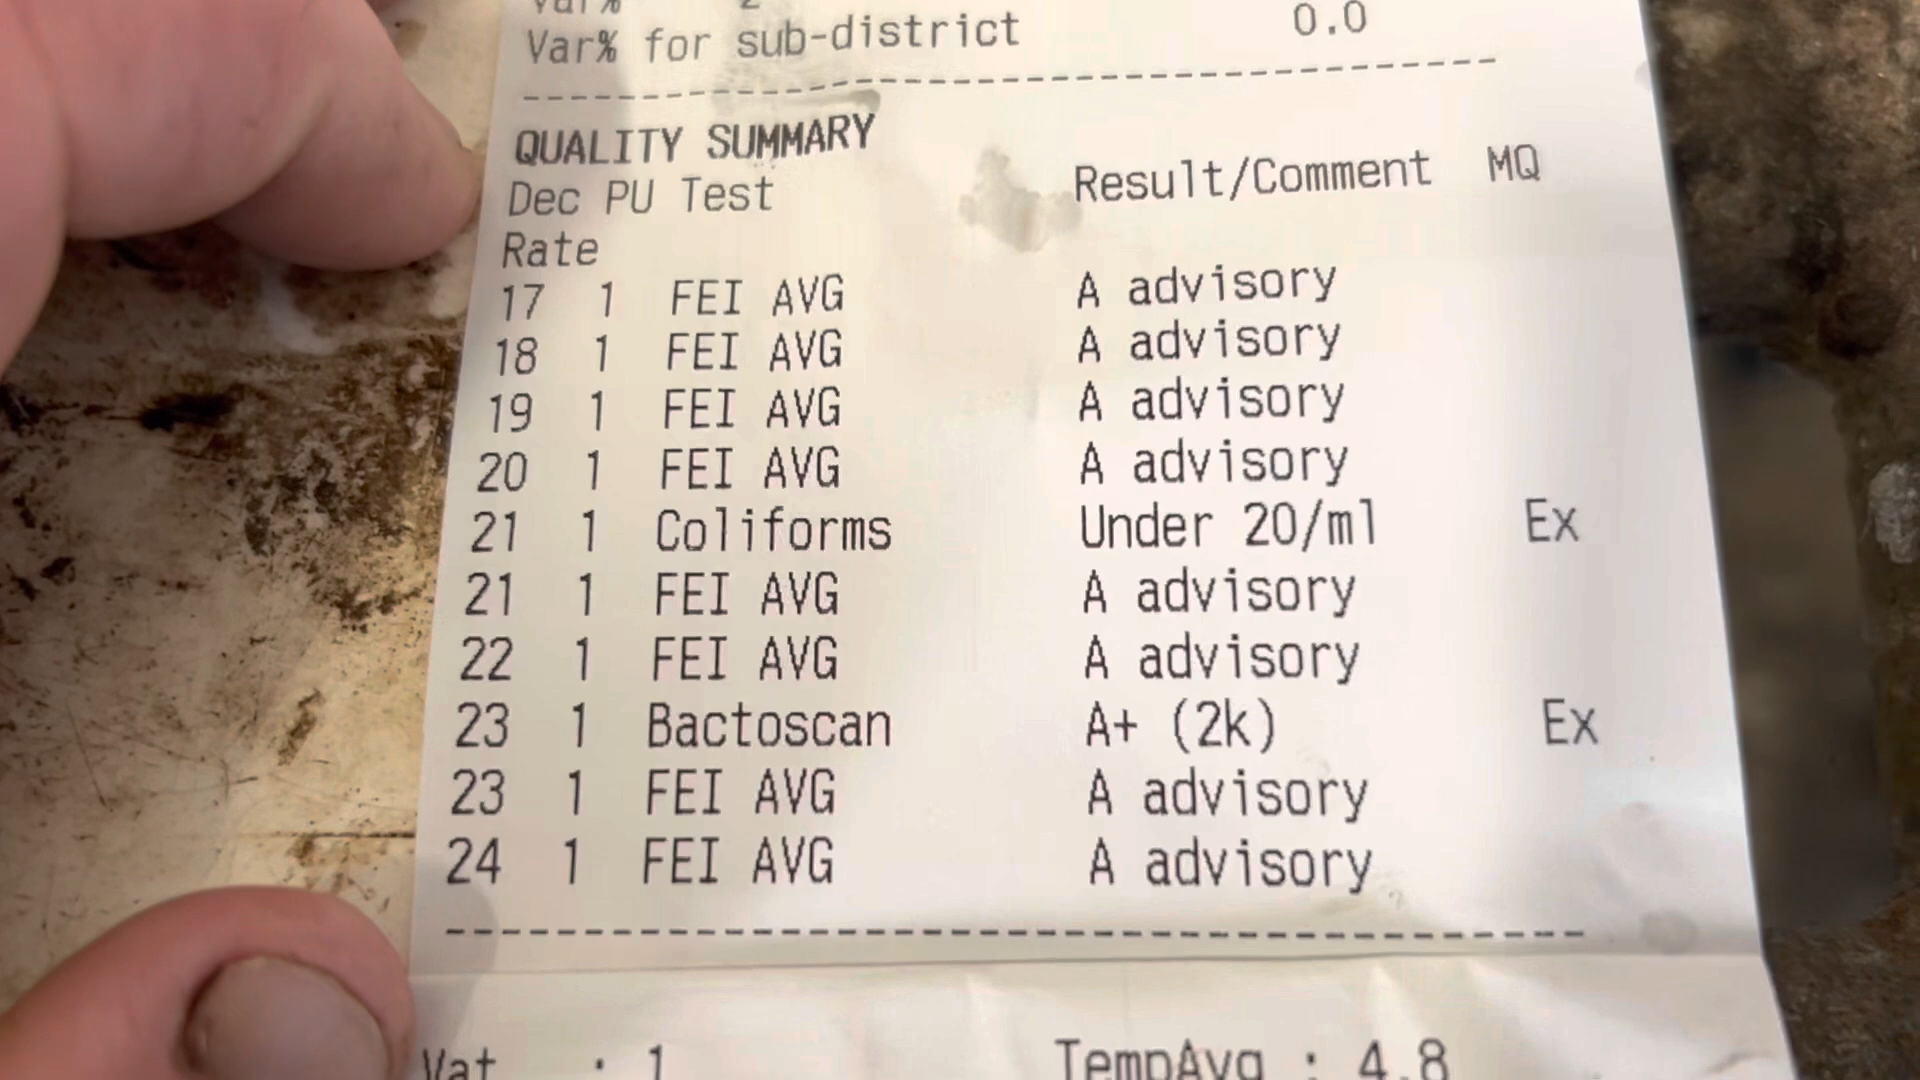 Var% 2
Var% for sub-district 0.0
QUALITY SUMMARY
Dec PU Test Result/Comment MQ
Rate
17 1 FEI AVG A advisory
18 1 FEI AVG A advisory
19 1 FEI AVG A advisory
20 1 FEI AVG A advisory
21 1 Coliforms Under 20/ml Ex
21 1 FEI AVG A advisory
22 1 FEI AVG A advisory
23 1 Bactoscan A+ (2k) Ex
23 1 FEI AVG A advisory
24 1 FEI AVG A advisory
Vat : 1 TempAvg : 4.8